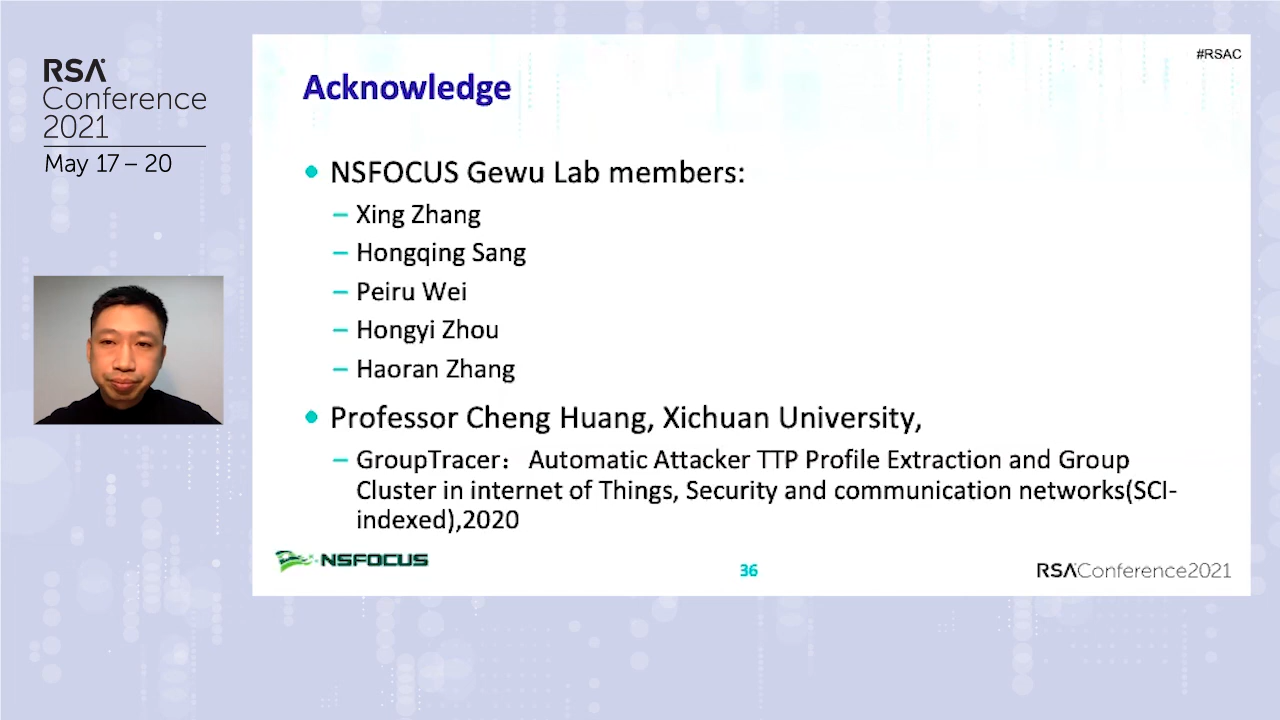 RSA
Conference
2021
May 17 – 20
#RSAC
Acknowledge
• NSFOCUS Gewu Lab members:
– Xing Zhang
– Hongqing Sang
– Peiru Wei
– Hongyi Zhou
– Haoran Zhang
• Professor Cheng Huang, Xichuan University,
– GroupTracer： Automatic Attacker TTP Profile Extraction and Group
Cluster in internet of Things, Security and communication networks(SCI-
indexed),2020
NSFOCUS
36
RSAConference2021